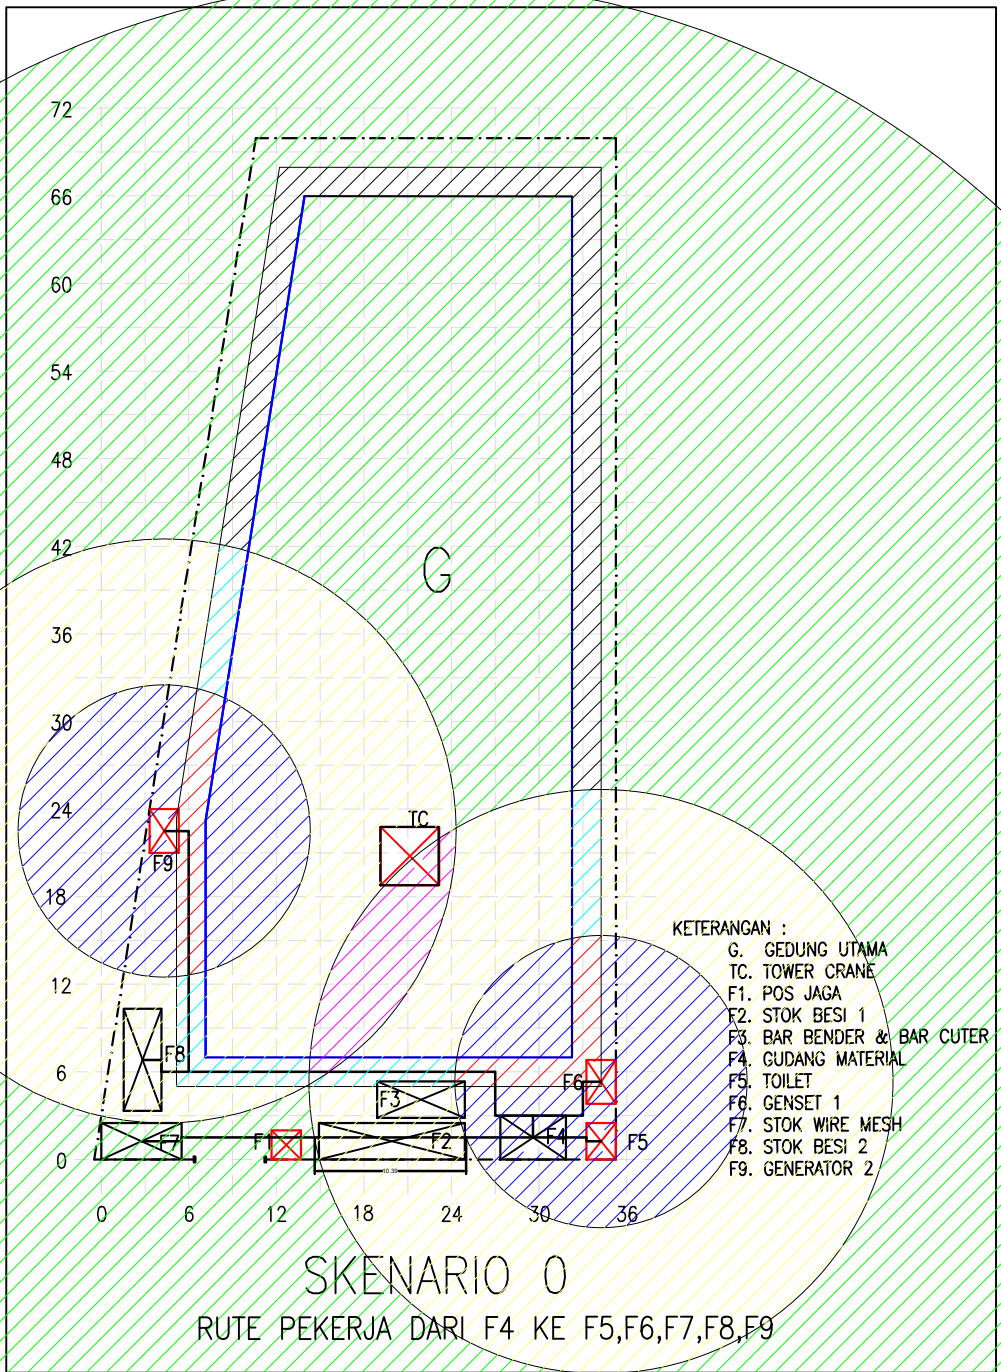 72
66
60
54
48
42
G
36
30
24
TC
F9
18
KETERANGAN :
G. GEDUNG UTAMA
TC. TOWER CRANE
F1. POS JAGA
F2. STOK BESI 1
F3. BAR BENDER & BAR CUTER
F4. GUDANG MATERIAL
F5. TOILET
F6. GENSET 1
F7. STOK WIRE MESH
F8. STOK BESI 2
F9. GENERATOR 2
12
F8
6
F6
F3
F7
F1
F2
F4
F5
0
10.39
0 6 12 18 24 30 36
SKENARIO 0
RUTE PEKERJA DARI F4 KE F5,F6,F7,F8,F9